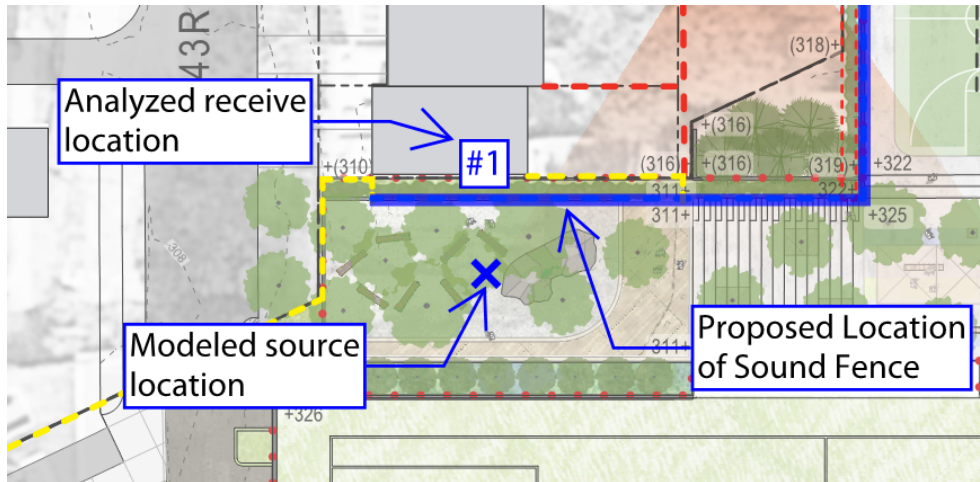 43R
(318)+
Analyzed receive
location
+(316)
#1
+(310)
(316)+
+(316)
(319)+
+322
311+
322+
311+
+325
308
Modeled source
location
Proposed Location
of Sound Fence
311+
+326